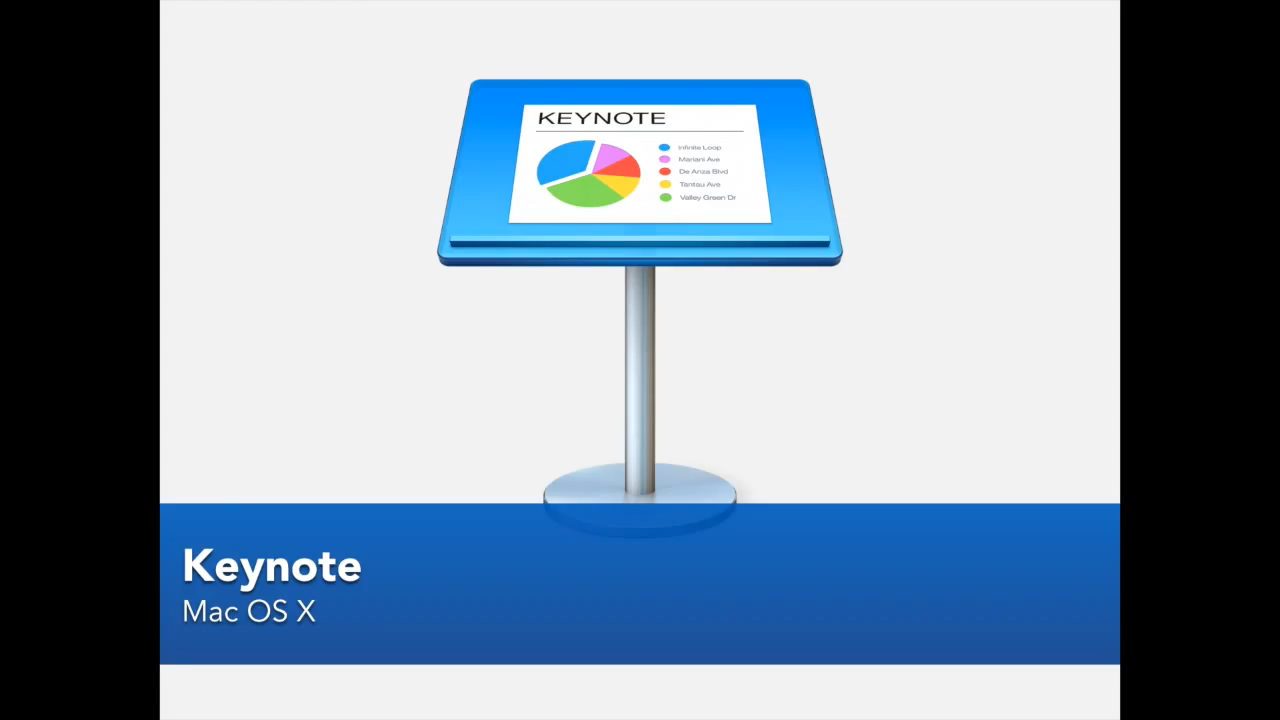 KEYNOTE
Infinite Loop
Mariani Ave
De Anza Blvd
Tantau Ave
Valley Green Dr
Keynote
Mac OS X